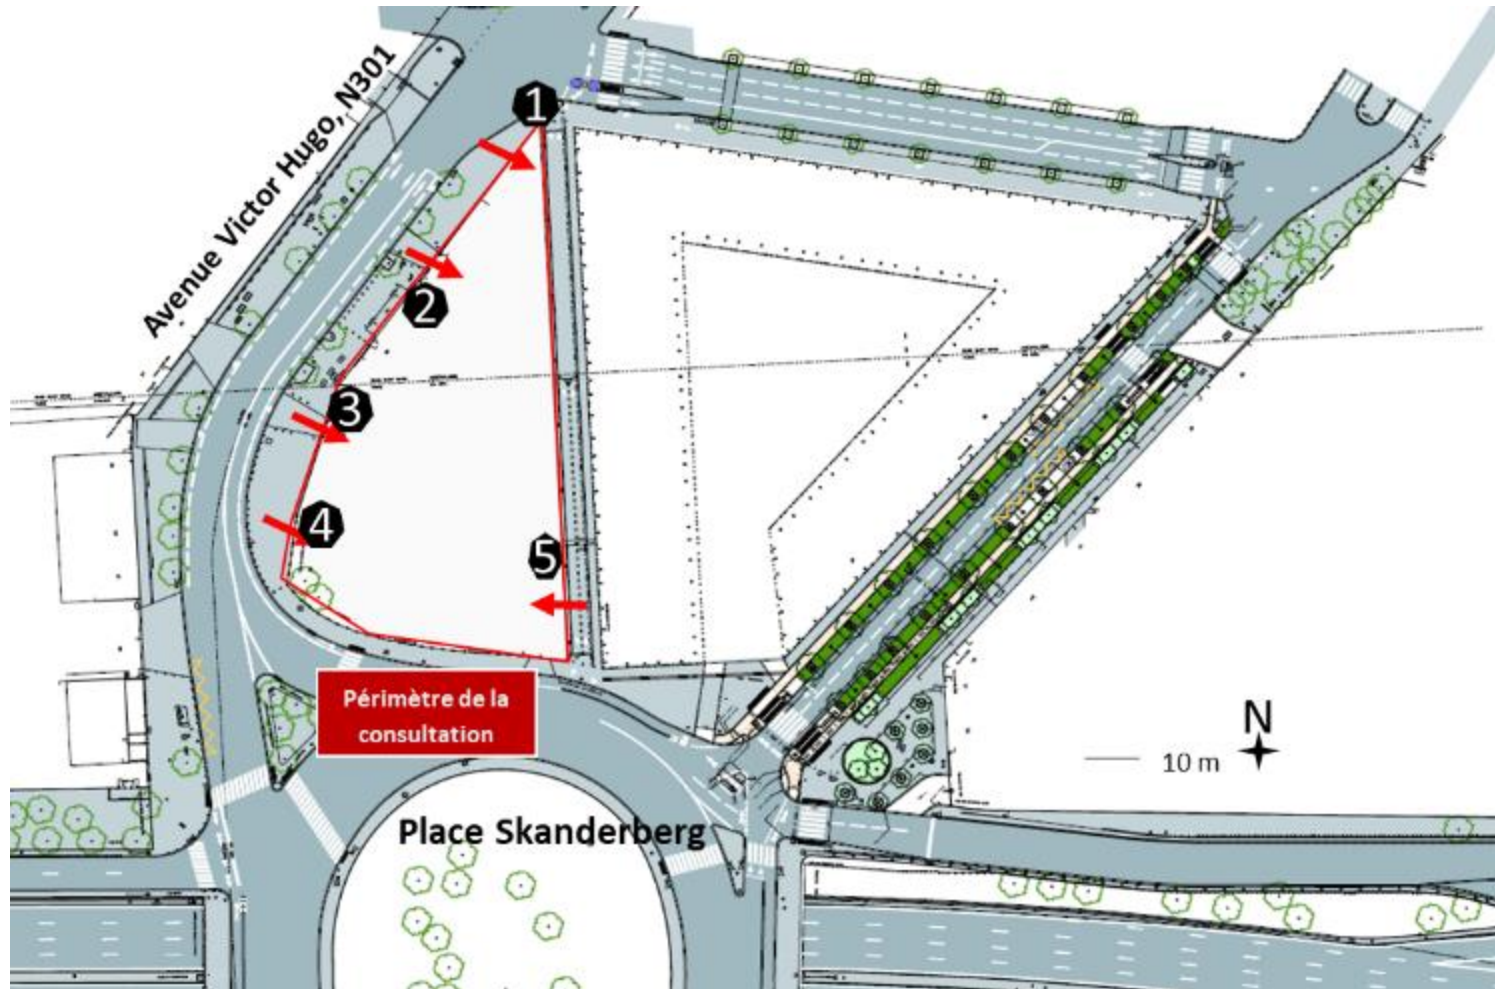 Avenue Victor Hugo, N301
1
2
3
4
5
Périmètre de la
consultation
N
10 m
Place Skanderberg